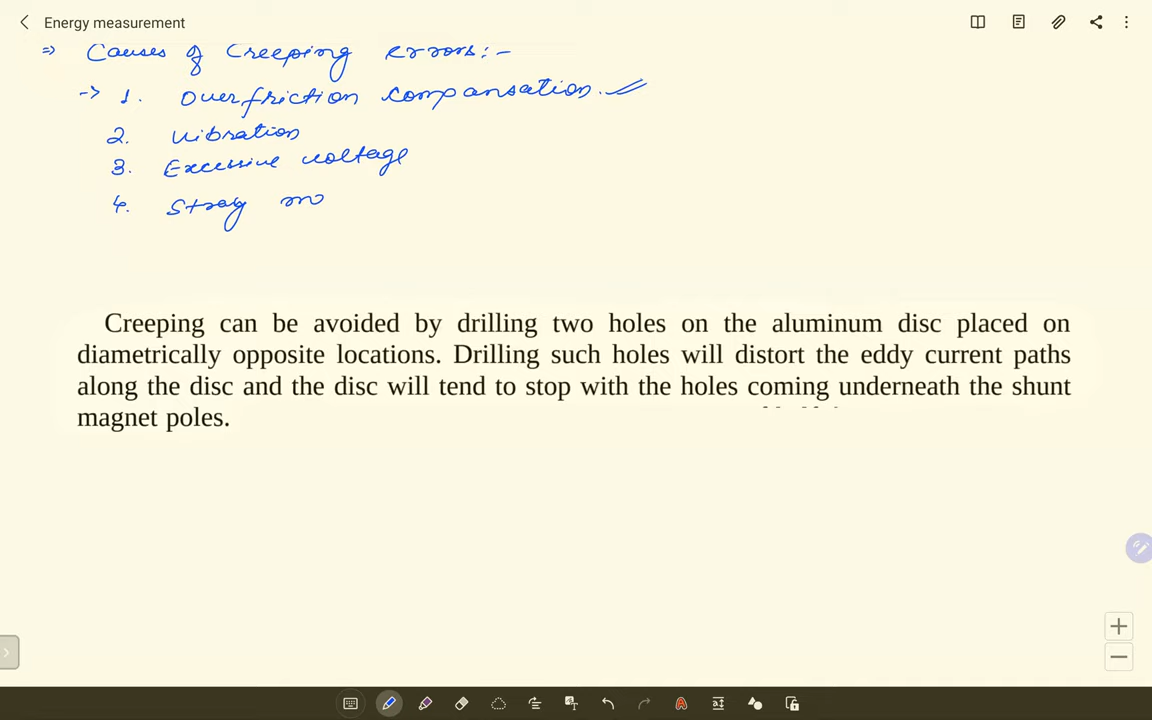 Energy measurement
⇒ Causes of Creeping errors:-
→ 1. Overfriction compansation.
2. Vibration
3. Excessive voltage
4. Stray
Creeping can be avoided by drilling two holes on the aluminum disc placed on
diametrically opposite locations. Drilling such holes will distort the eddy current paths
along the disc and the disc will tend to stop with the holes coming underneath the shunt
magnet poles.